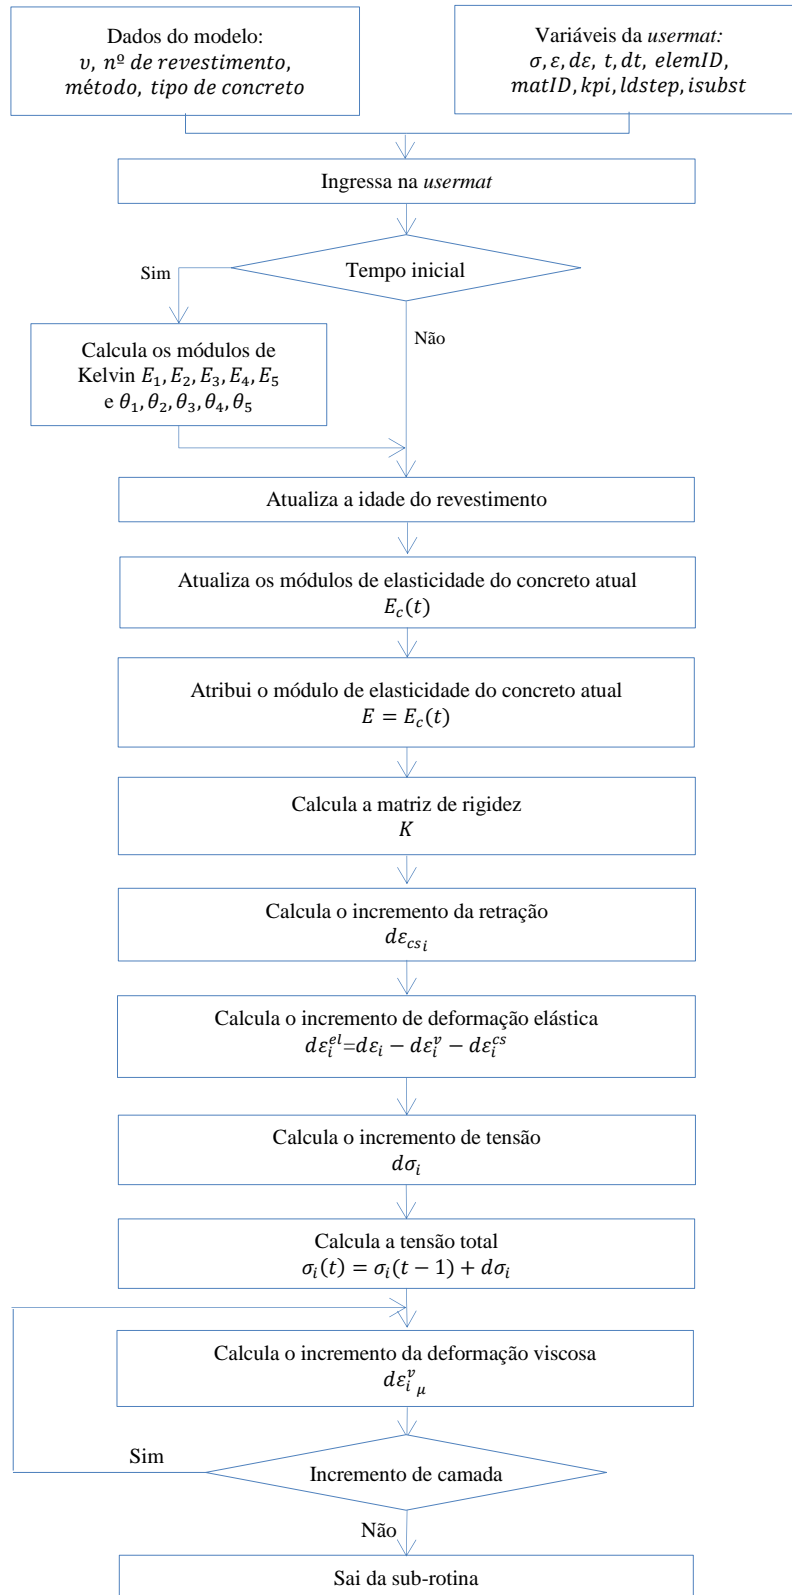 Dados do modelo:
υ, nº de revestimento,
método, tipo de concreto
Variáveis da usermat:
σ, ε, dε, t, dt, elemID,
matID, kpi, ldstep, isubst
Ingressa na usermat
Tempo inicial
Sim
Não
Calcula os módulos de
Kelvin E₁, E₂, E₃, E₄, E₅
e θ₁, θ₂, θ₃, θ₄, θ₅
Atualiza a idade do revestimento
Atualiza os módulos de elasticidade do concreto atual
E_c(t)
Atribui o módulo de elasticidade do concreto atual
E = E_c(t)
Calcula a matriz de rigidez
K
Calcula o incremento da retração
dε_{cs_i}
Calcula o incremento de deformação elástica
dε_i^{el}=dε_i − dε_i^v − dε_i^{cs}
Calcula o incremento de tensão
dσ_i
Calcula a tensão total
σ_i(t) = σ_i(t − 1) + dσ_i
Calcula o incremento da deformação viscosa
dε_i^v_μ
Sim
Incremento de camada
Não
Sai da sub-rotina